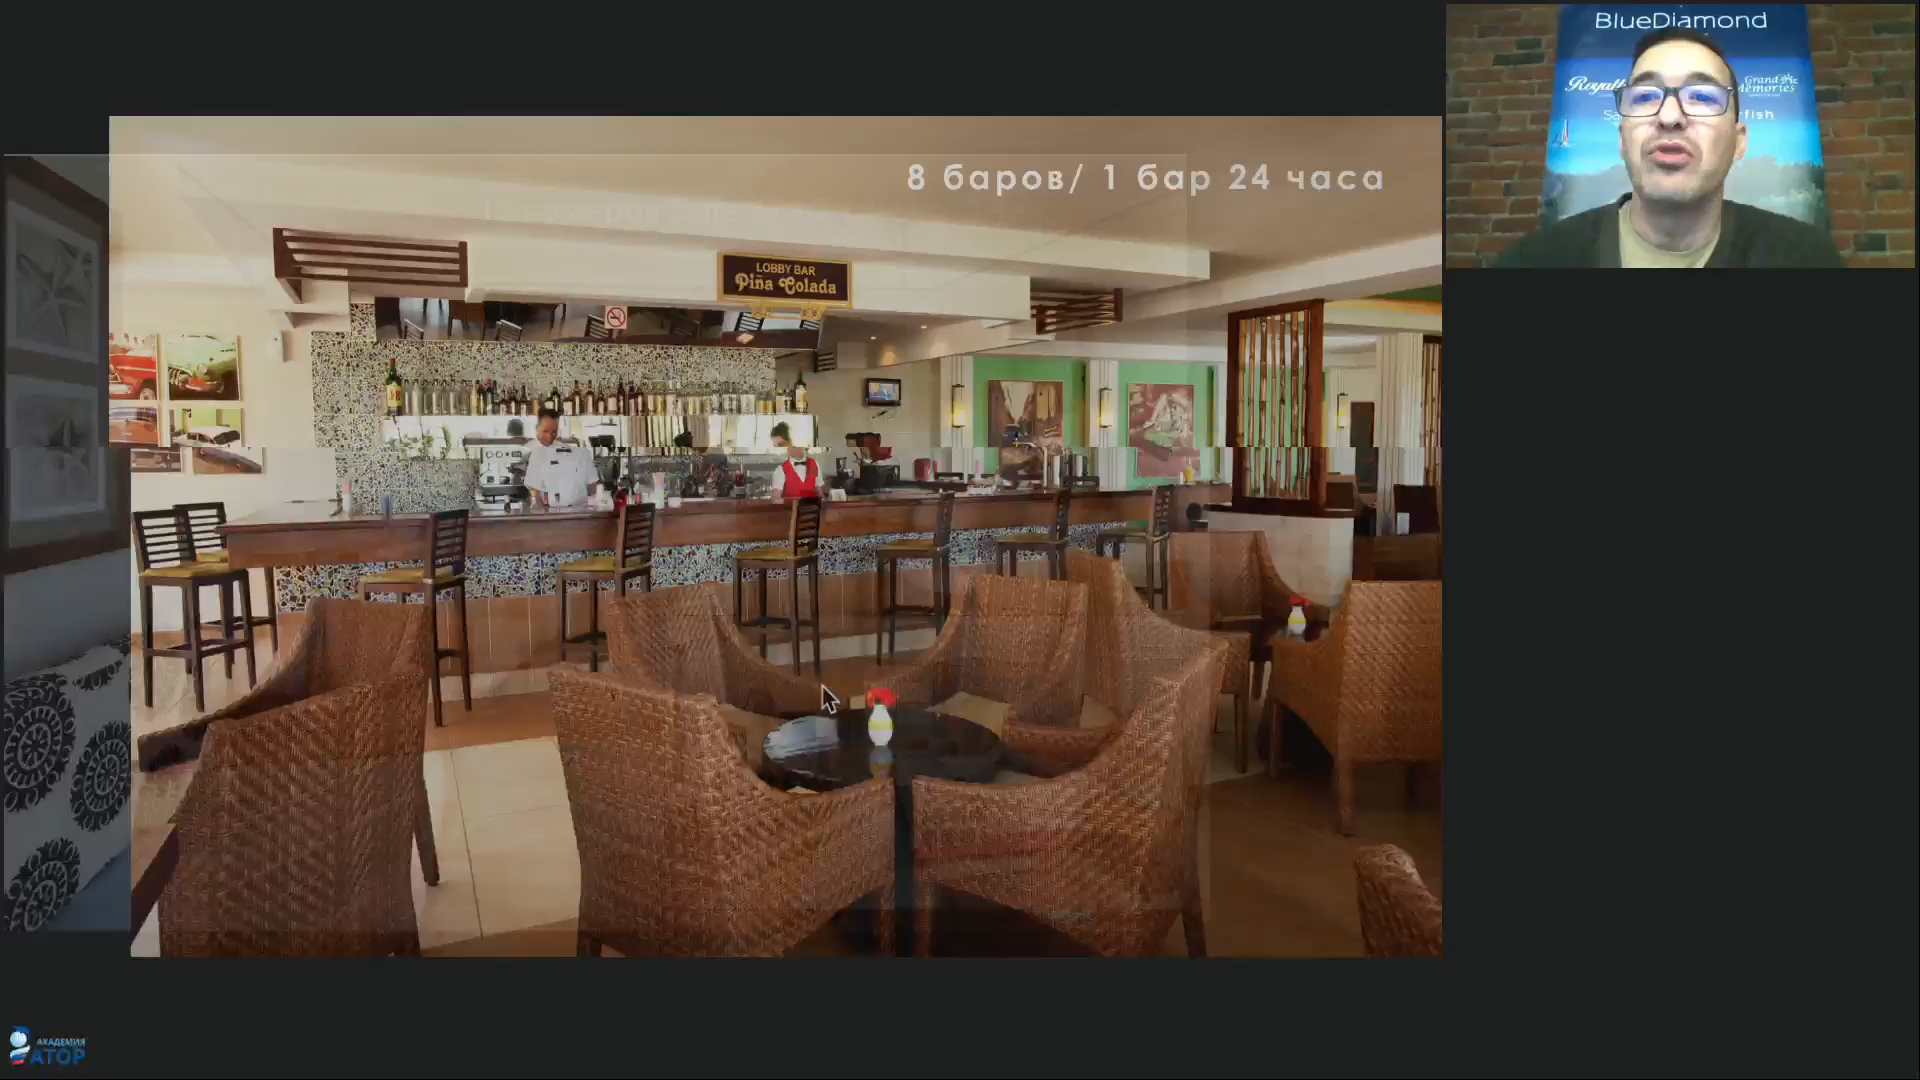 BlueDiamond
Grand
Memories
8 баров/ 1 бар 24 часа
LOBBY BAR
Piña Colada
АКАДЕМИЯ
АТОР